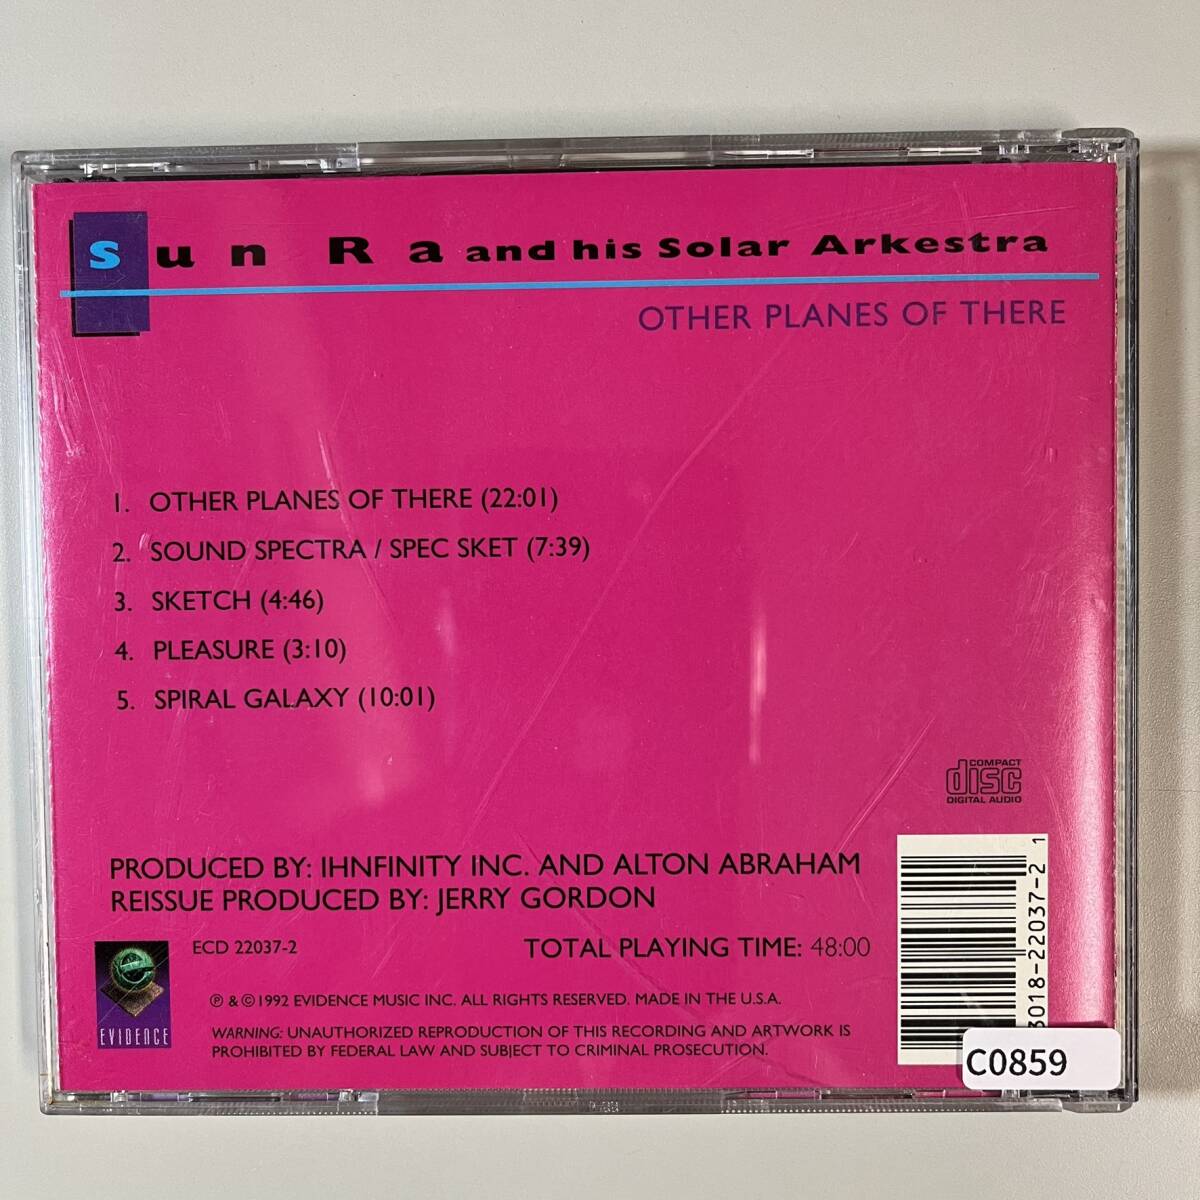 sun Ra and his Solar Arkestra
OTHER PLANES OF THERE
1. OTHER PLANES OF THERE (22:01)
2. SOUND SPECTRA / SPEC SKET (7:39)
3. SKETCH (4:46)
4. PLEASURE (3:10)
5. SPIRAL GALAXY (10:01)
COMPACT
disc
DIGITAL AUDIO
PRODUCED BY: IHNFINITY INC. AND ALTON ABRAHAM
REISSUE PRODUCED BY: JERRY GORDON
ECD 22037-2
TOTAL PLAYING TIME: 48:00
e
EVIDENCE
℗ & © 1992 EVIDENCE MUSIC INC. ALL RIGHTS RESERVED. MADE IN THE U.S.A.
WARNING: UNAUTHORIZED REPRODUCTION OF THIS RECORDING AND ARTWORK IS
PROHIBITED BY FEDERAL LAW AND SUBJECT TO CRIMINAL PROSECUTION.
3018-22037-2 1
C0859